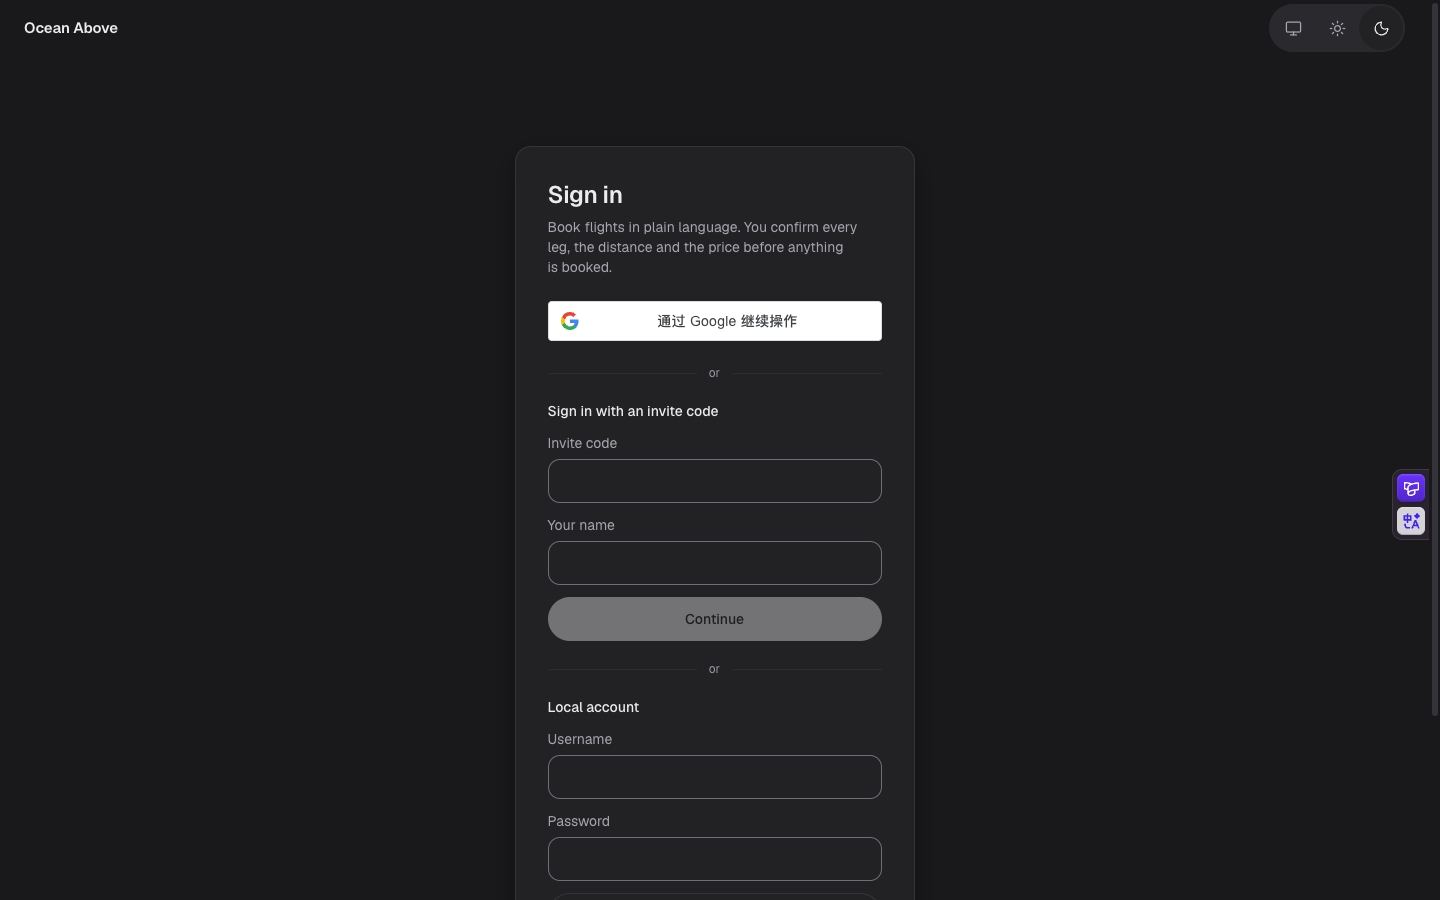 Ocean Above
Sign in
Book flights in plain language. You confirm every
leg, the distance and the price before anything
is booked.
通过 Google 继续操作
or
Sign in with an invite code
Invite code
Your name
Continue
or
Local account
Username
Password